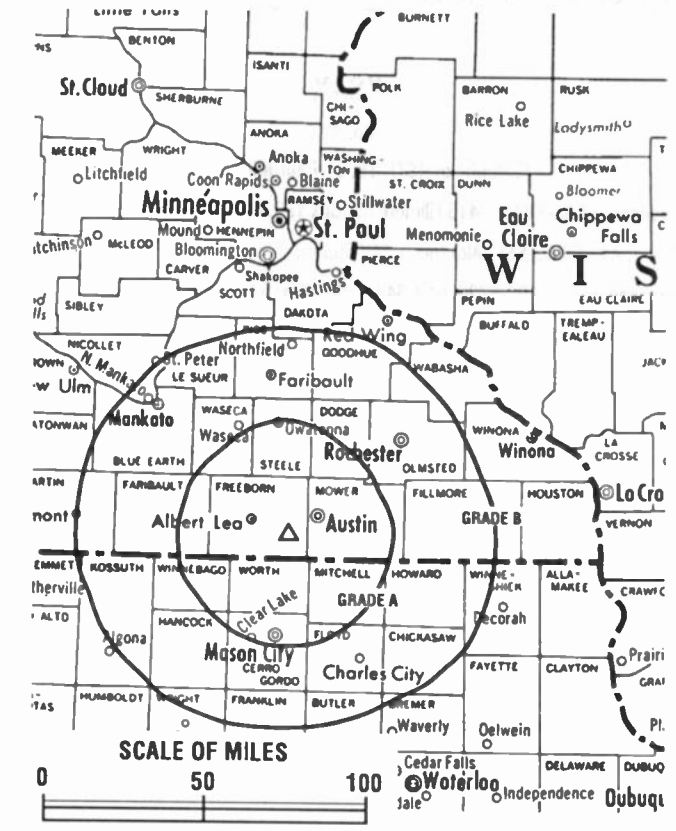 BURNETT
BENTON
ISANTI
St. Cloud
SHERBURNE
POLK
BARRON
RUSK
CHI-
SAGO
Rice Lake
Ladysmith
ANOKA
MEEKER
WRIGHT
WASHING-
TON
CHIPPEWA
Litchfield
Anoka
Coon Rapids
Blaine
ST. CROIX
DUNN
Bloomer
Minneapolis
RAMSEY
Stillwater
Eau
Claire
Chippewa
Falls
Mound
HENNEPIN
St. Paul
Menomonie
McLEOD
Bloomington
PIERCE
W I S
CARVER
Shakopee
Hastings
SCOTT
PEPIN
EAU CLAIRE
SIBLEY
DAKOTA
BUFFALO
TREMP-
EALEAU
NICOLLET
RICE
Red Wing
Northfield
GOODHUE
N. Mankato
St. Peter
LE SUEUR
Faribault
WABASHA
Mankato
WASECA
DODGE
Waseca
Owatonna
WINONA
Winona
Rochester
OLMSTED
LA
CROSSE
BLUE EARTH
STEELE
FARIBAULT
FREEBORN
MOWER
FILLMORE
HOUSTON
La Cro
Albert Lea
Austin
GRADE B
VERNON
EMMET
KOSSUTH
WINNEBAGO
WORTH
MITCHELL
HOWARD
WINNE-
SHIEK
ALLA-
MAKEE
GRADE A
Clear Lake
HANCOCK
Decorah
Algona
Mason City
FLOYD
CHICKASAW
CERRO
GORDO
Charles City
FAYETTE
CLAYTON
HUMBOLDT
WRIGHT
FRANKLIN
BUTLER
BREMER
Waverly
Oelwein
SCALE OF MILES
0 50 100
Cedar Falls
DELAWARE
DUBUQ
Waterloo
Independence
Dubuqu